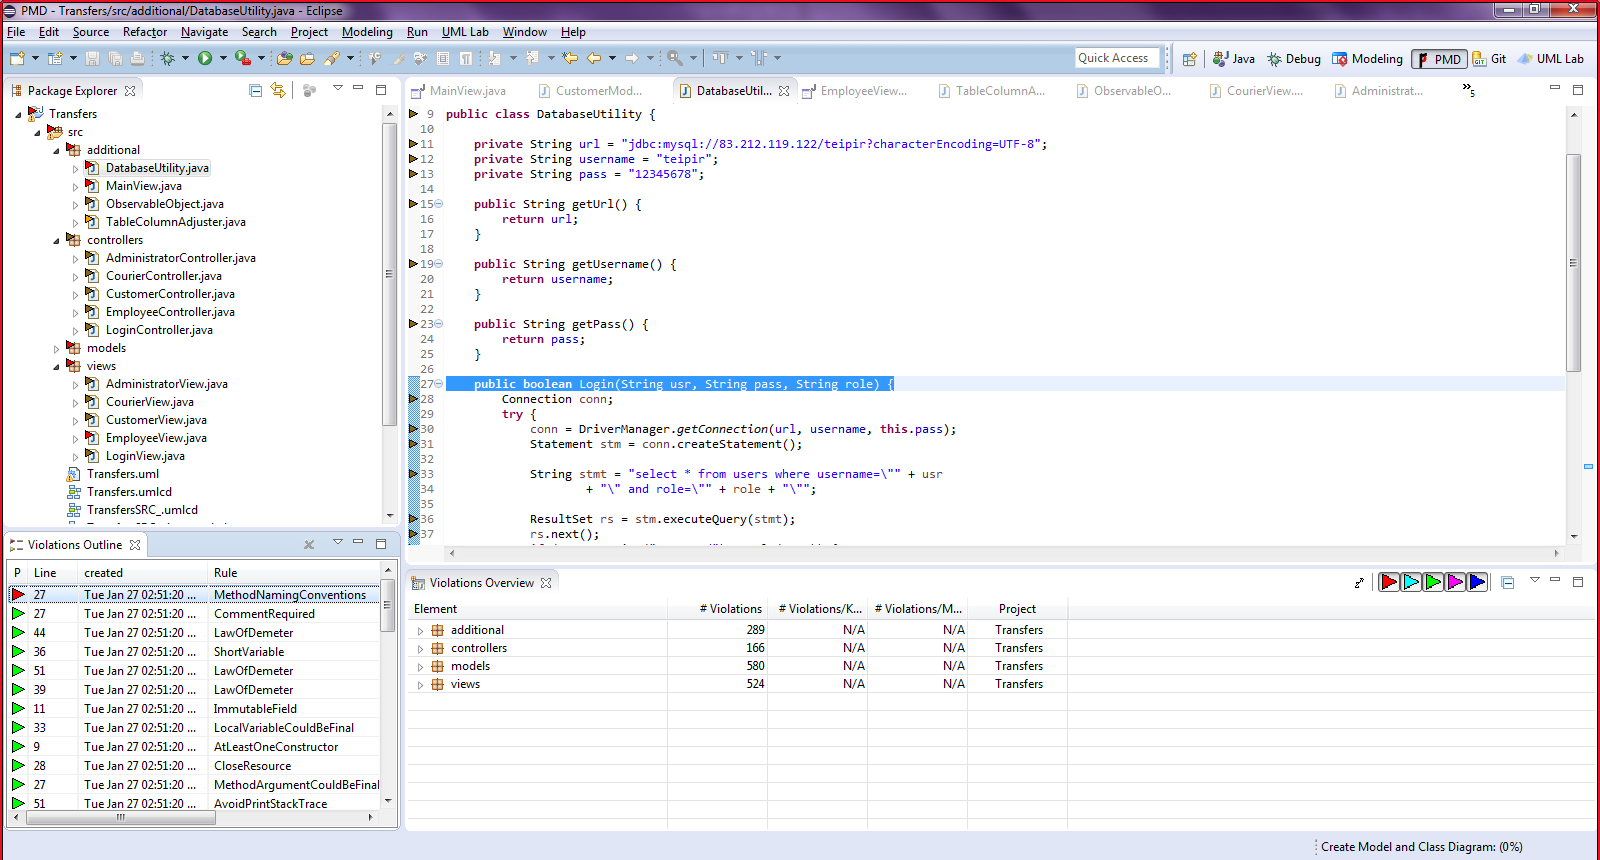 PMD - Transfers/src/additional/DatabaseUtility.java - Eclipse
File Edit Source Refactor Navigate Search Project Modeling Run UML Lab Window Help
Quick Access Java Debug Modeling PMD Git UML Lab
Package Explorer
Transfers
src
additional
DatabaseUtility.java
MainView.java
ObservableObject.java
TableColumnAdjuster.java
controllers
AdministratorController.java
CourierController.java
CustomerController.java
EmployeeController.java
LoginController.java
models
views
AdministratorView.java
CourierView.java
CustomerView.java
EmployeeView.java
LoginView.java
Transfers.uml
Transfers.umlcd
TransfersSRC_.umlcd
MainView.java CustomerMod... DatabaseUtil... EmployeeView... TableColumnA... ObservableO... CourierView.... Administrat... »5
9 public class DatabaseUtility {
10
11 private String url = "jdbc:mysql://83.212.119.122/teipir?characterEncoding=UTF-8";
12 private String username = "teipir";
13 private String pass = "12345678";
14
15 public String getUrl() {
16 return url;
17 }
18
19 public String getUsername() {
20 return username;
21 }
22
23 public String getPass() {
24 return pass;
25 }
26
27 public boolean Login(String usr, String pass, String role) {
28 Connection conn;
29 try {
30 conn = DriverManager.getConnection(url, username, this.pass);
31 Statement stm = conn.createStatement();
32
33 String stmt = "select * from users where username=\"" + usr
34 + "\" and role=\"" + role + "\"";
35
36 ResultSet rs = stm.executeQuery(stmt);
37 rs.next();
Violations Outline
P Line created Rule
27 Tue Jan 27 02:51:20 ... MethodNamingConventions
27 Tue Jan 27 02:51:20 ... CommentRequired
44 Tue Jan 27 02:51:20 ... LawOfDemeter
36 Tue Jan 27 02:51:20 ... ShortVariable
51 Tue Jan 27 02:51:20 ... LawOfDemeter
39 Tue Jan 27 02:51:20 ... LawOfDemeter
11 Tue Jan 27 02:51:20 ... ImmutableField
33 Tue Jan 27 02:51:20 ... LocalVariableCouldBeFinal
9 Tue Jan 27 02:51:20 ... AtLeastOneConstructor
28 Tue Jan 27 02:51:20 ... CloseResource
27 Tue Jan 27 02:51:20 ... MethodArgumentCouldBeFinal
51 Tue Jan 27 02:51:20 ... AvoidPrintStackTrace
Violations Overview
Element # Violations # Violations/K... # Violations/M... Project
additional 289 N/A N/A Transfers
controllers 166 N/A N/A Transfers
models 580 N/A N/A Transfers
views 524 N/A N/A Transfers
Create Model and Class Diagram: (0%)